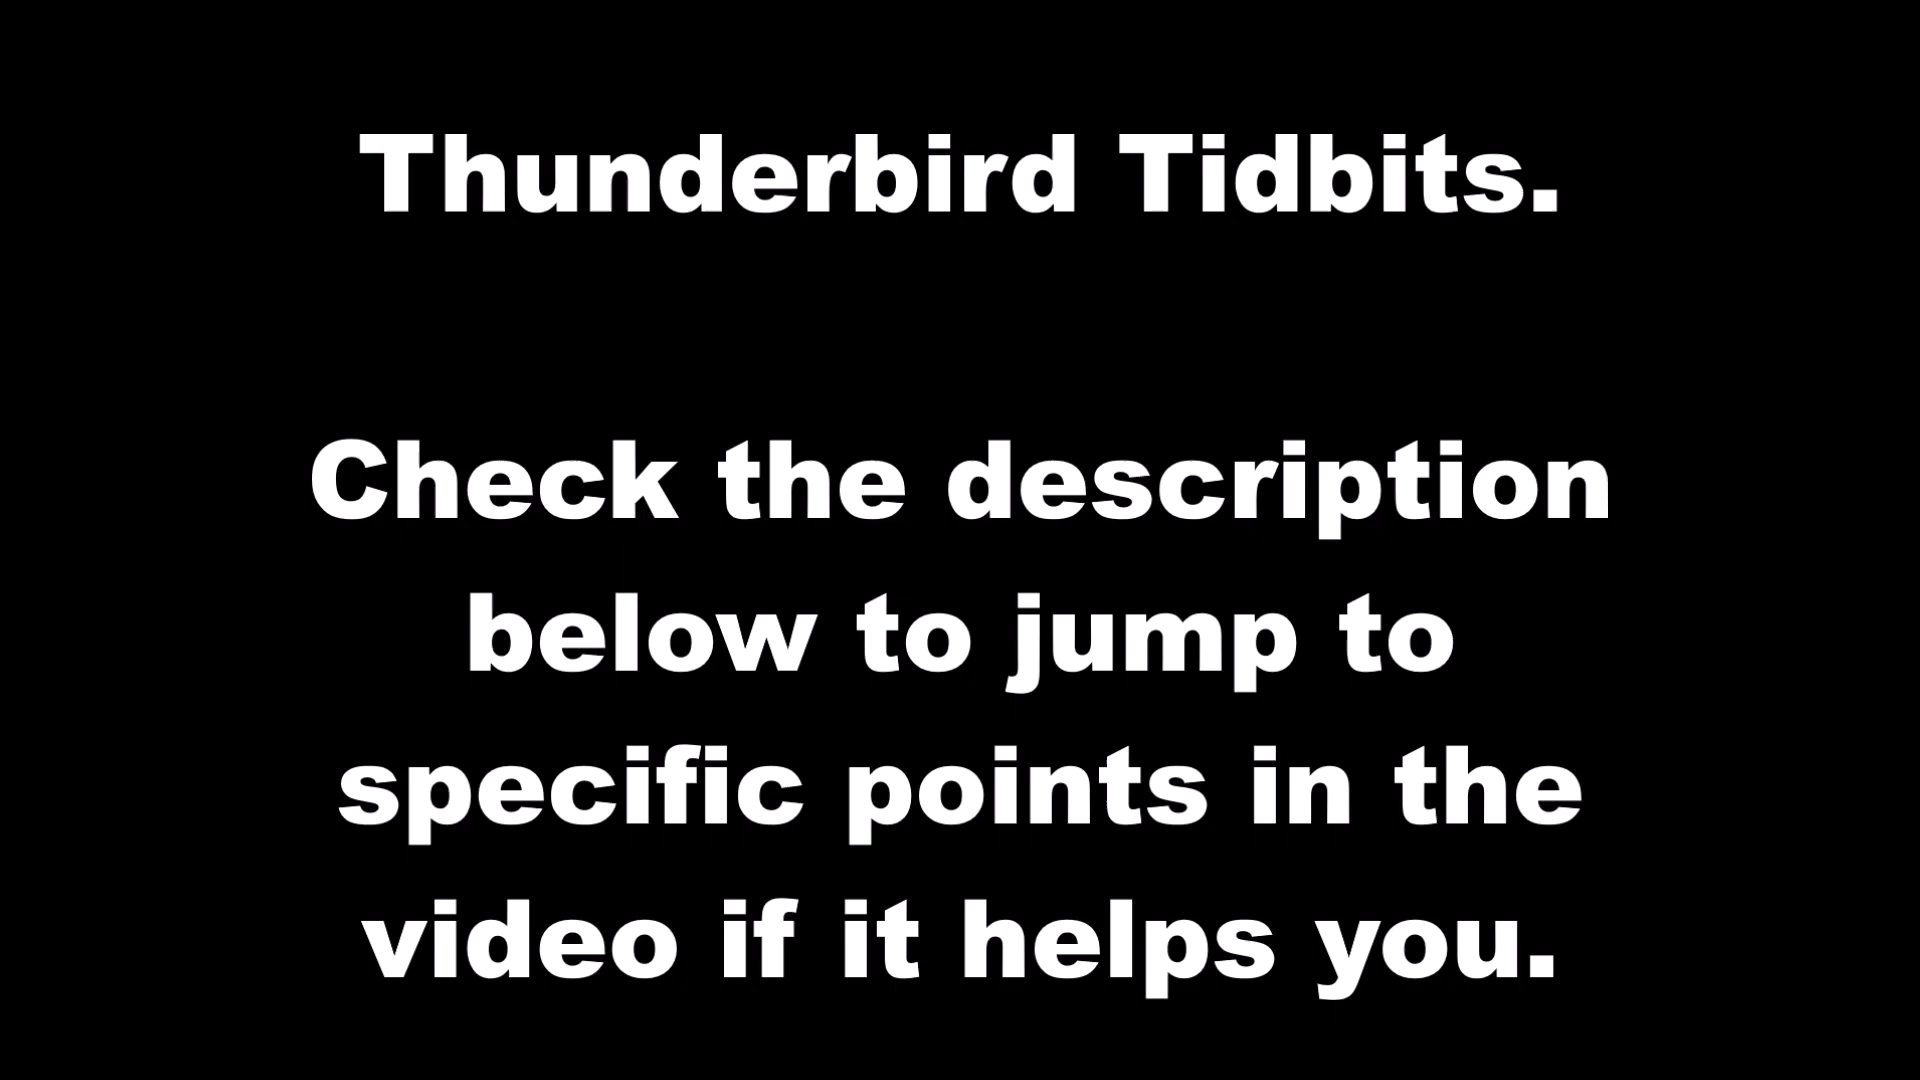 Thunderbird Tidbits.
Check the description
below to jump to
specific points in the
video if it helps you.